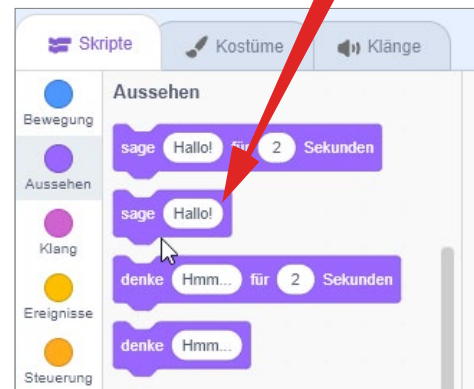 Skripte Kostüme Klänge
Bewegung
Aussehen
Klang
Ereignisse
Steuerung
Aussehen
sage Hallo! für 2 Sekunden
sage Hallo!
denke Hmm... für 2 Sekunden
denke Hmm...